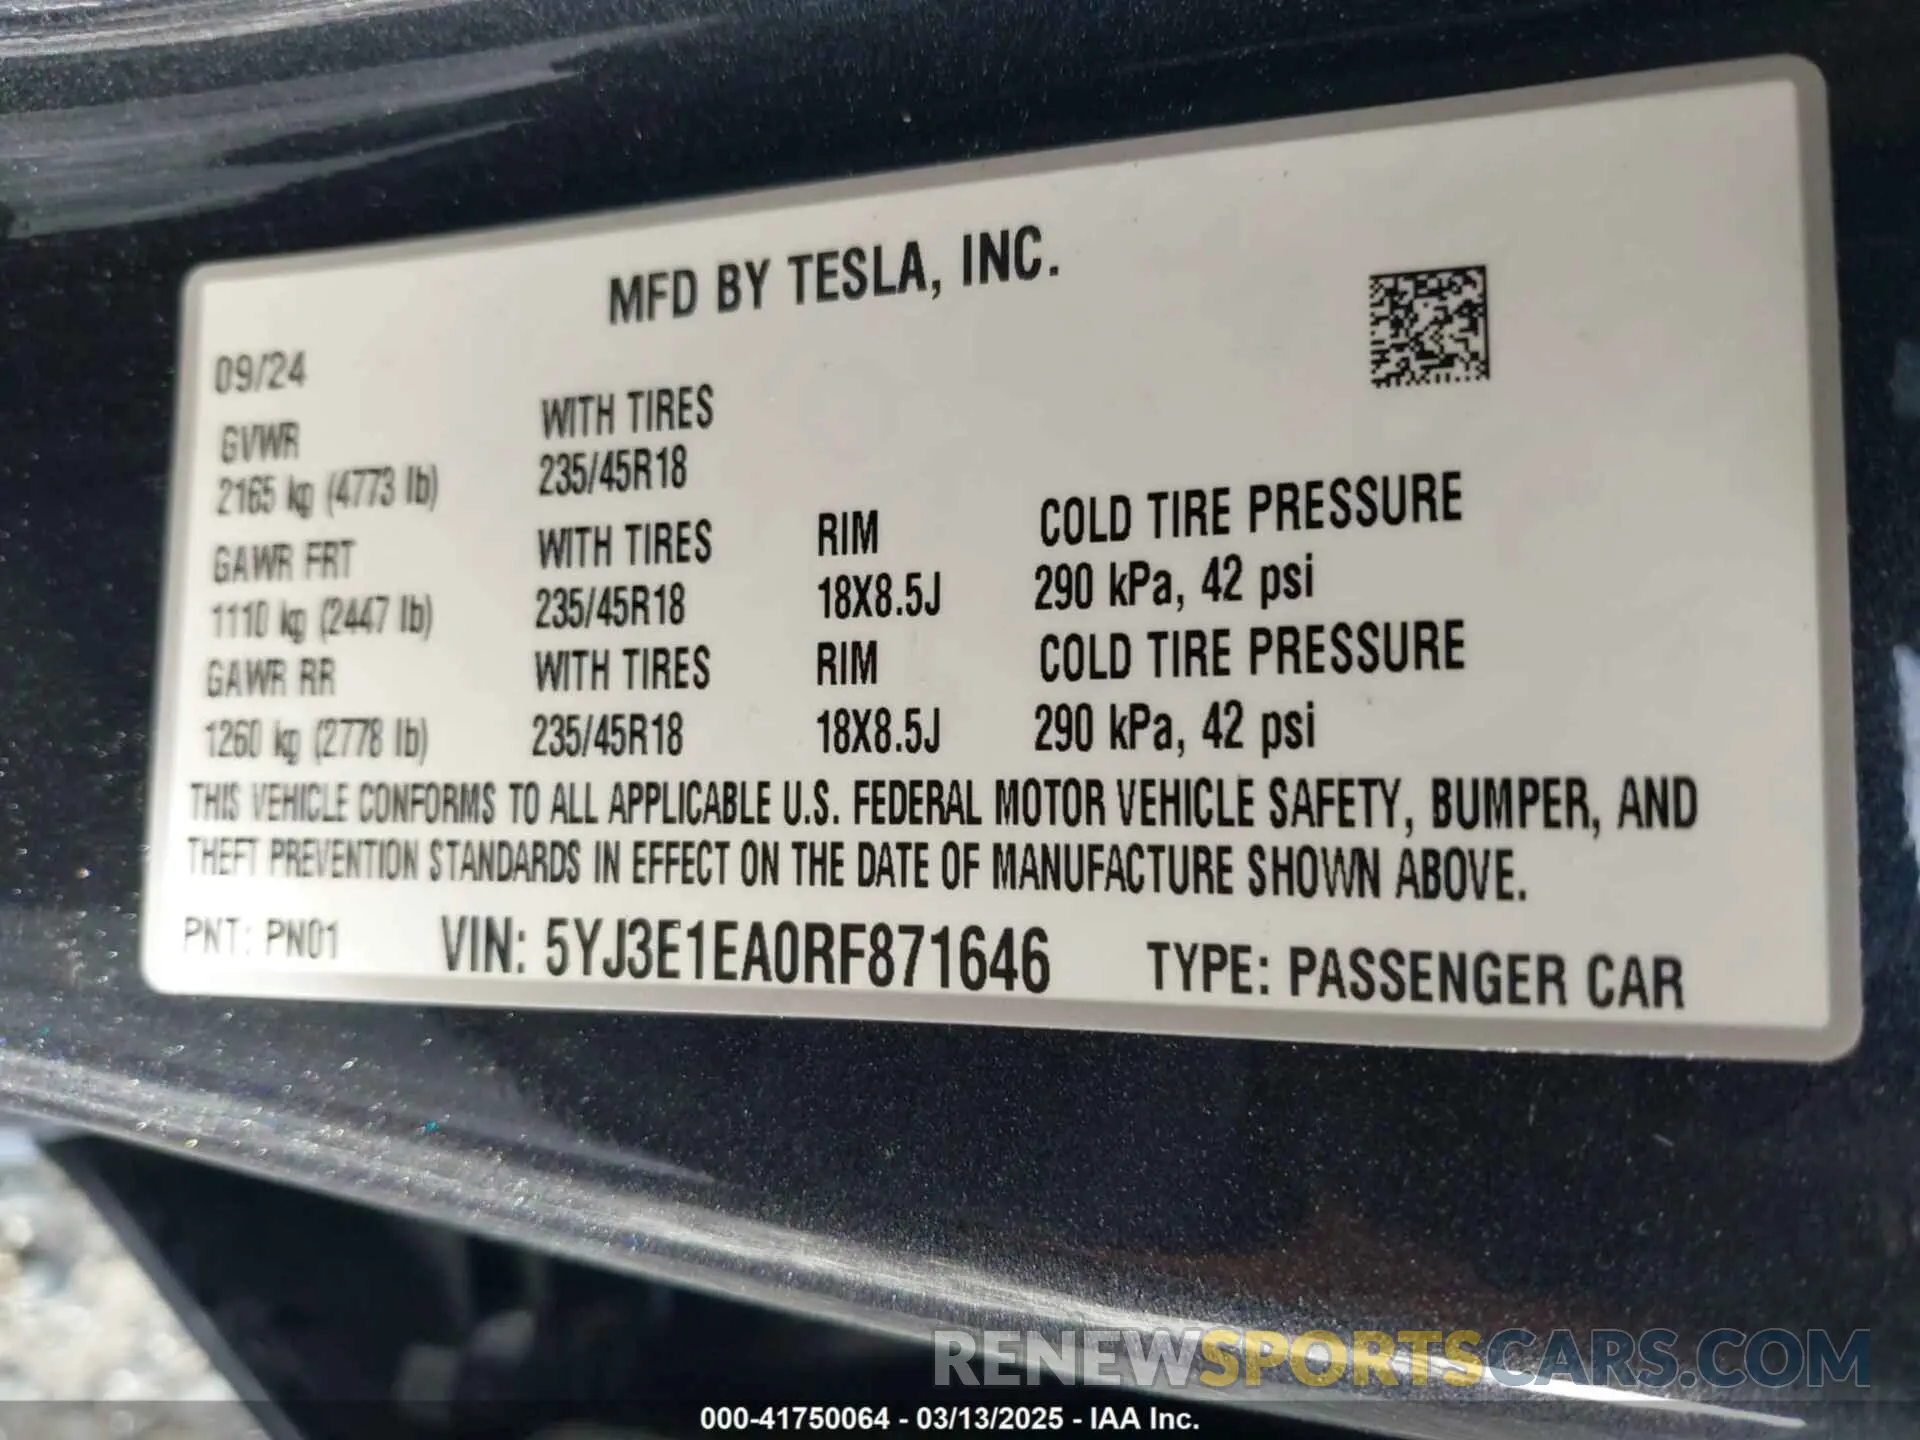 MFD BY TESLA, INC.
09/24
GVWR WITH TIRES
2165 kg (4773 lb) 235/45R18
GAWR FRT WITH TIRES RIM COLD TIRE PRESSURE
1110 kg (2447 lb) 235/45R18 18X8.5J 290 kPa, 42 psi
GAWR RR WITH TIRES RIM COLD TIRE PRESSURE
1260 kg (2778 lb) 235/45R18 18X8.5J 290 kPa, 42 psi
THIS VEHICLE CONFORMS TO ALL APPLICABLE U.S. FEDERAL MOTOR VEHICLE SAFETY, BUMPER, AND
THEFT PREVENTION STANDARDS IN EFFECT ON THE DATE OF MANUFACTURE SHOWN ABOVE.
PNT: PN01 VIN: 5YJ3E1EA0RF871646 TYPE: PASSENGER CAR
RENEWSPORTSCARS.COM
000-41750064 - 03/13/2025 - IAA Inc.